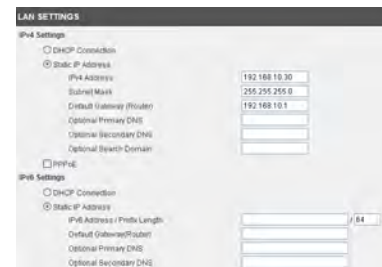 LAN SETTINGS
IPv4 Settings
DHCP Connection
Static IP Address
IPv4 Address 192.168.10.30
Subnet Mask 255.255.255.0
Default Gateway (Router) 192.168.10.1
Optional Primary DNS
Optional Secondary DNS
Optional Search Domain
PPPoE
IPv6 Settings
DHCP Connection
Static IP Address
IPv6 Address / Prefix Length / 64
Default Gateway(Router)
Optional Primary DNS
Optional Secondary DNS